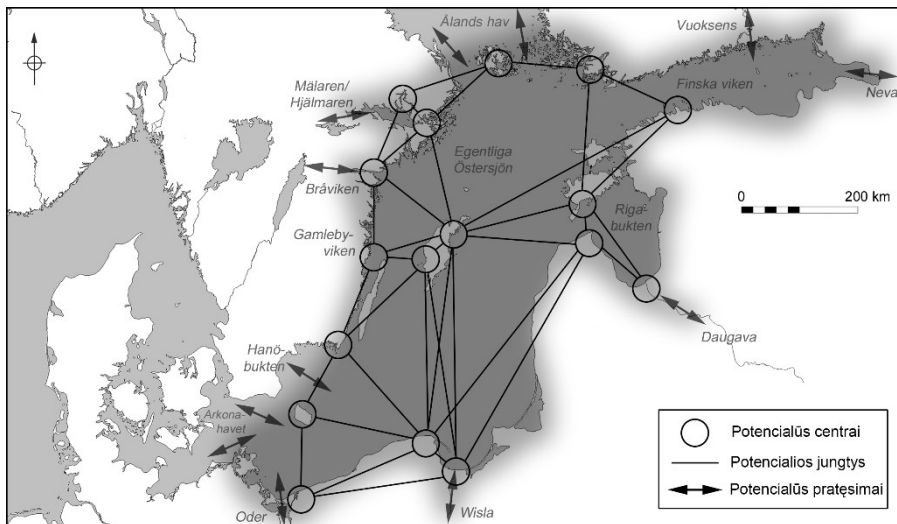 Ålands hav
Vuoksens
Mälaren/
Hjälmaren
Finska viken
Neva
Egentliga
Östersjön
Bråviken
0 200 km
Riga-
bukten
Gamleby-
viken
Daugava
Hanö-
bukten
Arkona-
havet
Oder
Wisla
Potencialūs centrai
Potencialios jungtys
Potencialūs pratęsimai